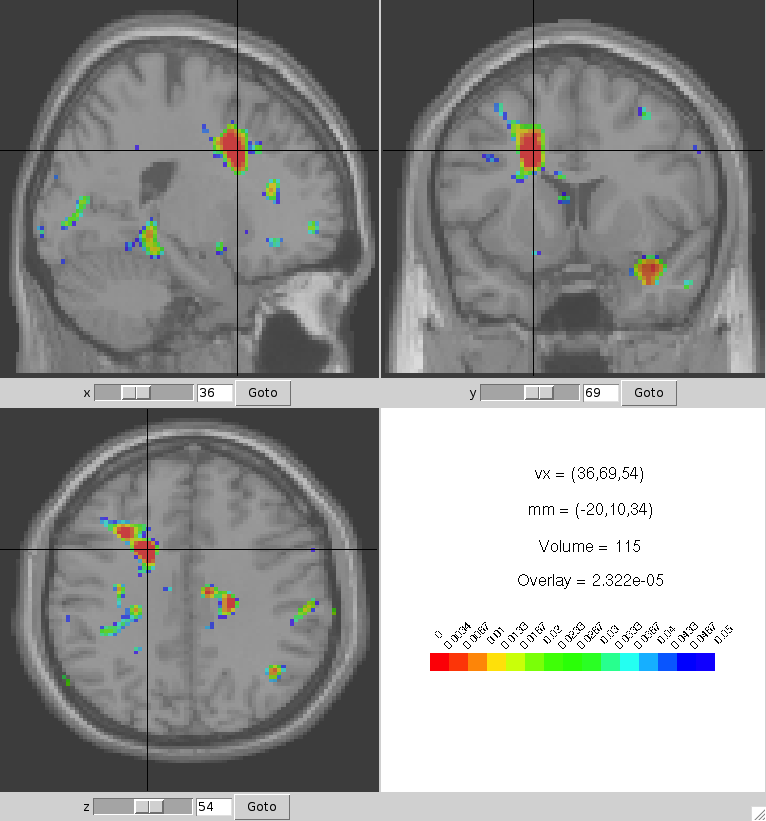 x 36 Goto
y 69 Goto
vx = (36,69,54)
mm = (-20,10,34)
Volume = 115
Overlay = 2.322e-05
0 0.0034 0.0067 0.01 0.0133 0.0167 0.02 0.0233 0.0267 0.03 0.0333 0.0367 0.04 0.0433 0.0467 0.05
z 54 Goto